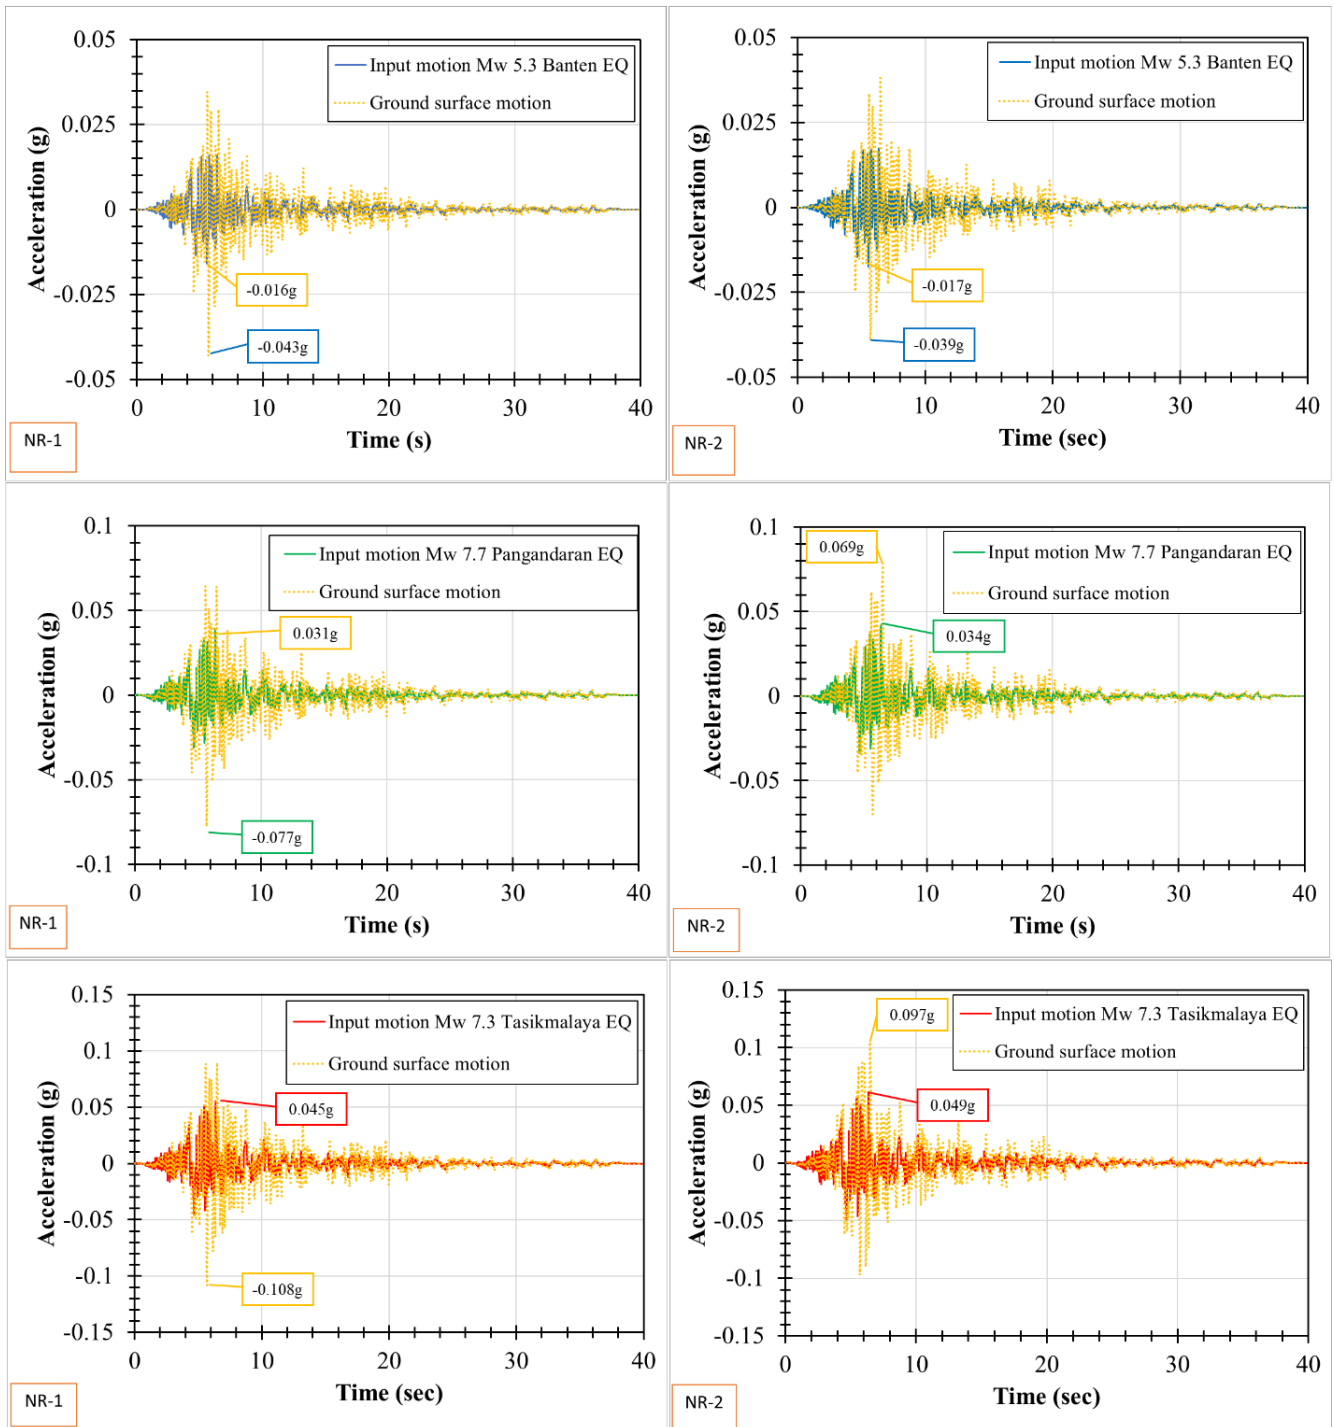 0.05
0.025
0
-0.025
-0.05
Acceleration (g)
Input motion Mw 5.3 Banten EQ
Ground surface motion
-0.016g
-0.043g
0 10 20 30 40
Time (s)
NR-1
0.05
0.025
0
-0.025
-0.05
Acceleration (g)
Input motion Mw 5.3 Banten EQ
Ground surface motion
-0.017g
-0.039g
0 10 20 30 40
Time (sec)
NR-2
0.1
0.05
0
-0.05
-0.1
Acceleration (g)
Input motion Mw 7.7 Pangandaran EQ
Ground surface motion
0.031g
-0.077g
0 10 20 30 40
Time (s)
NR-1
0.1
0.05
0
-0.05
-0.1
Acceleration (g)
0.069g
Input motion Mw 7.7 Pangandaran EQ
Ground surface motion
0.034g
0 10 20 30 40
Time (s)
NR-2
0.15
0.1
0.05
0
-0.05
-0.1
-0.15
Acceleration (g)
Input motion Mw 7.3 Tasikmalaya EQ
Ground surface motion
0.045g
-0.108g
0 10 20 30 40
Time (sec)
NR-1
0.15
0.1
0.05
0
-0.05
-0.1
-0.15
Acceleration (g)
0.097g
Input motion Mw 7.3 Tasikmalaya EQ
Ground surface motion
0.049g
0 10 20 30 40
Time (sec)
NR-2